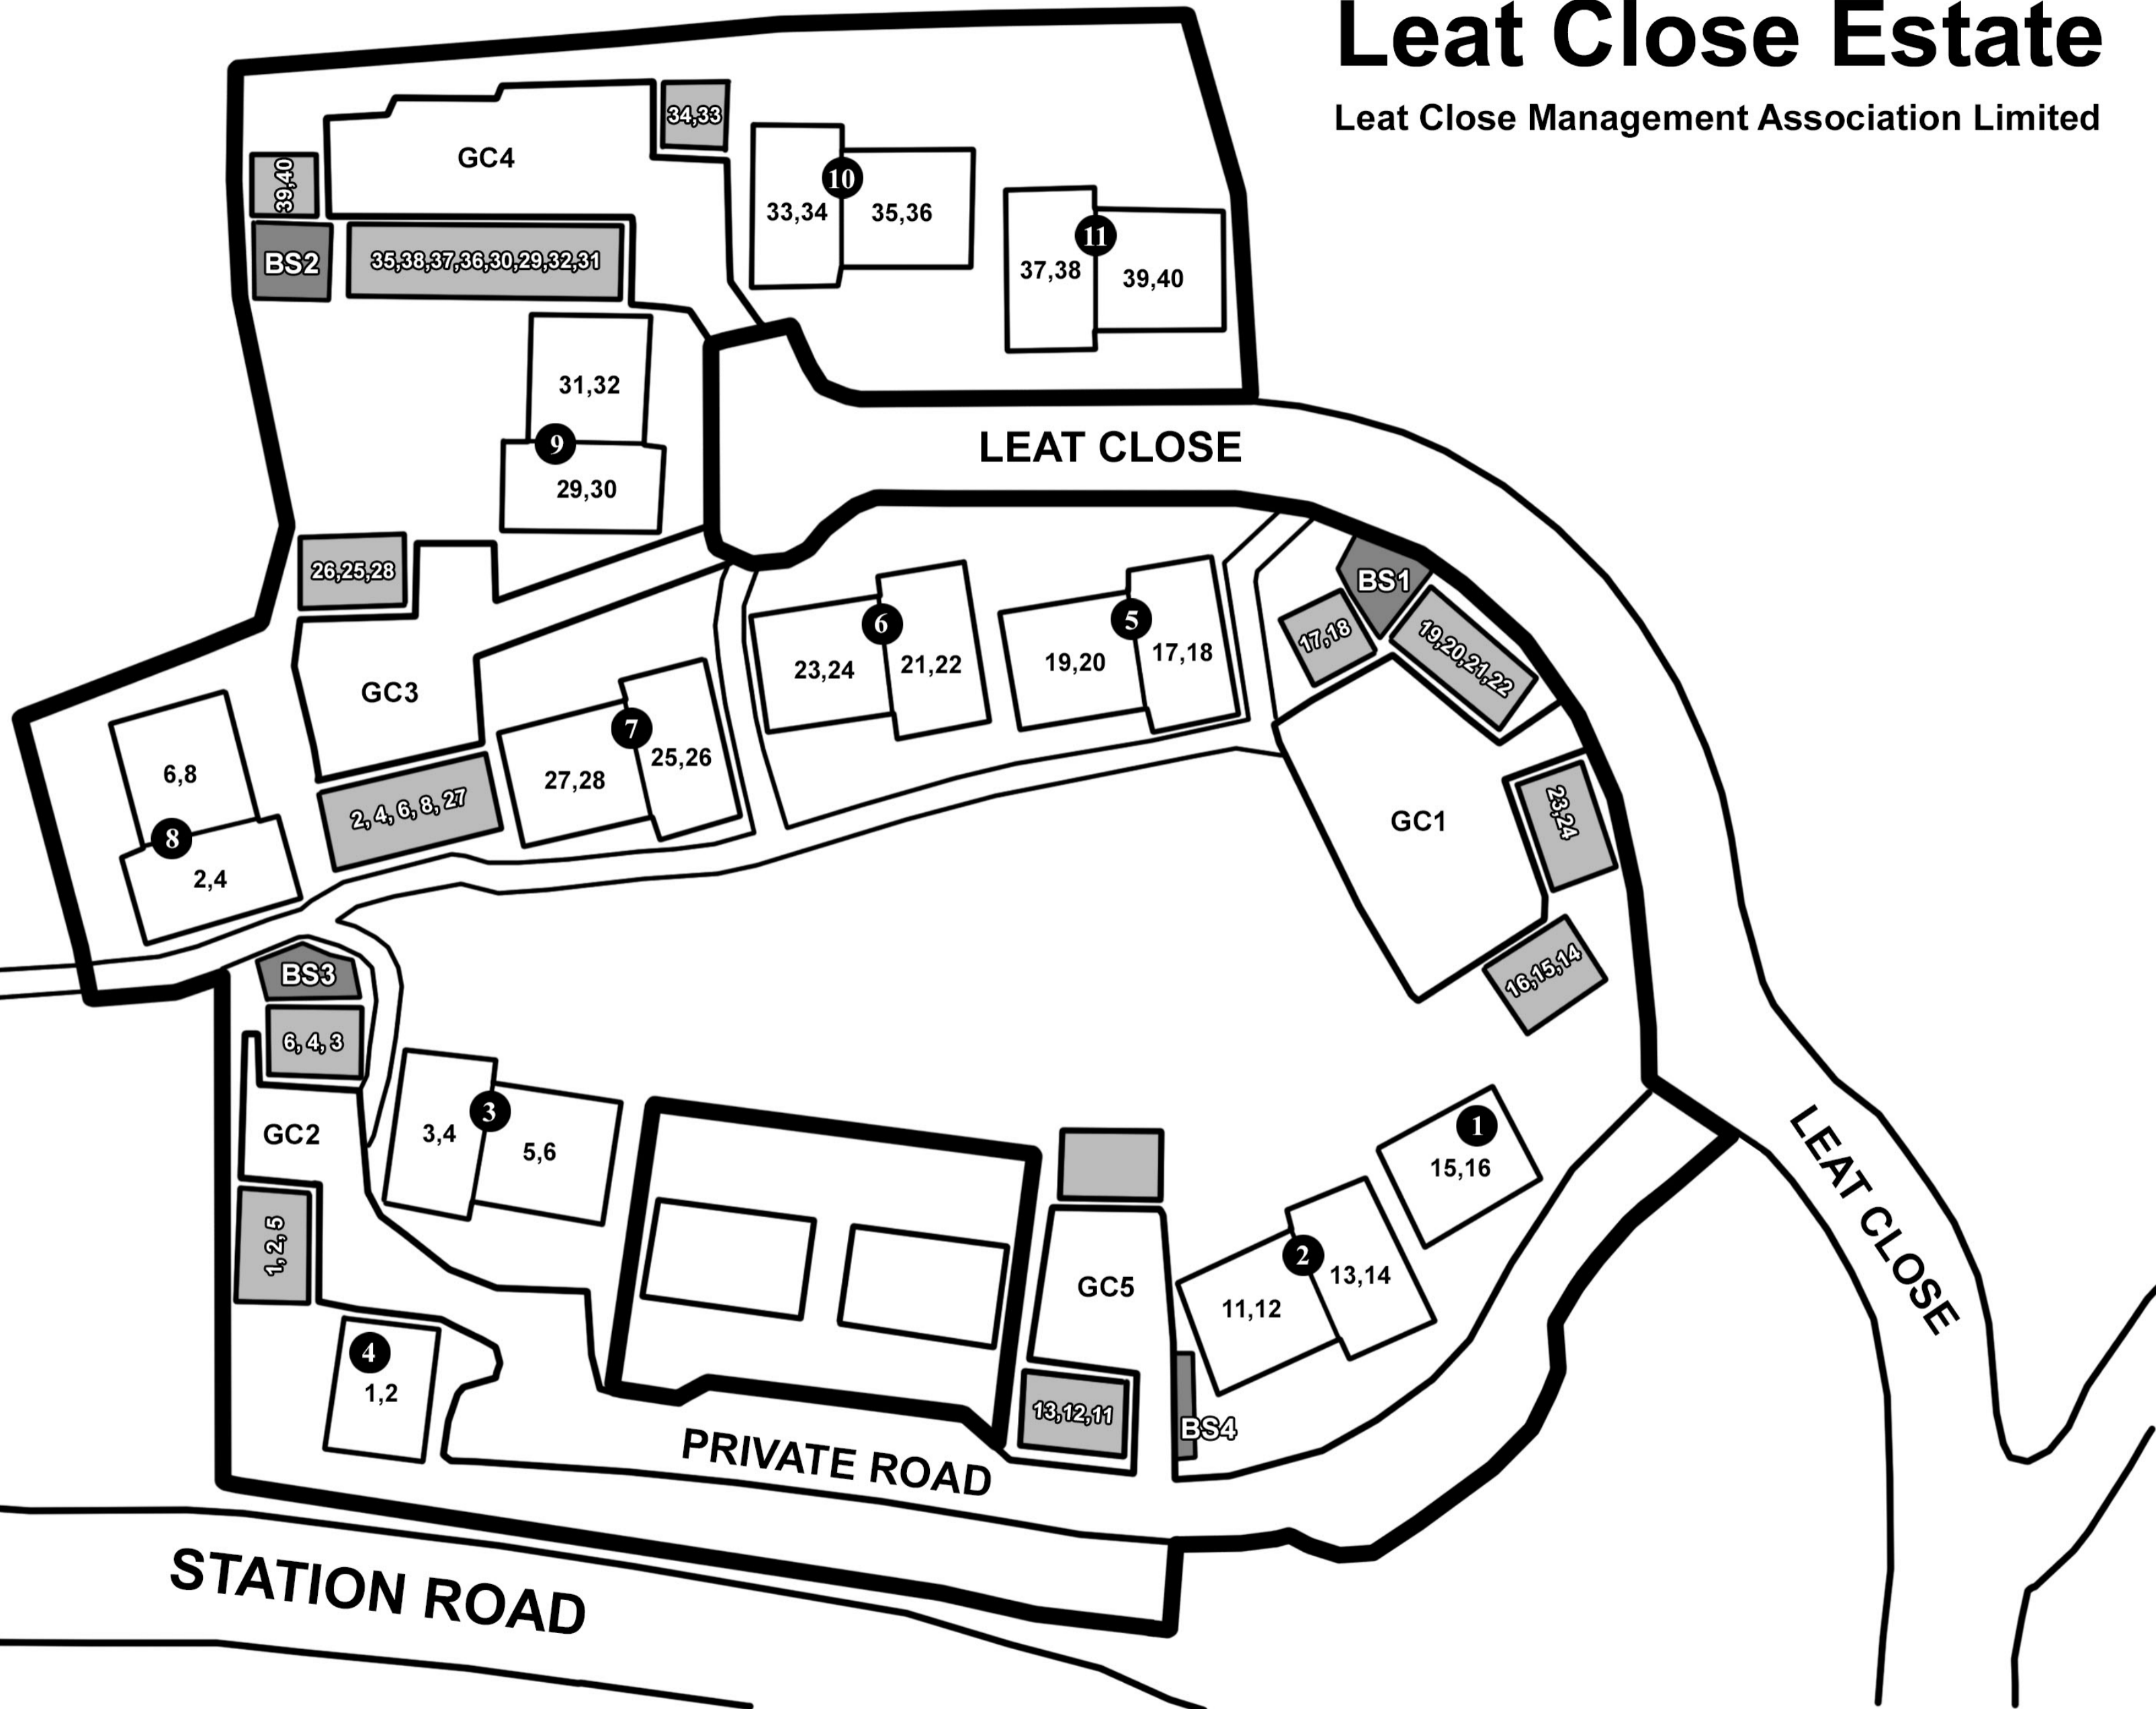 Leat Close Estate
Leat Close Management Association Limited
34,33
GC4
39,40
10
33,34
35,36
11
BS2
35,38,37,36,30,29,32,31
37,38
39,40
31,32
9
LEAT CLOSE
29,30
26,25,28
BS1
6
5
17,18
19,20,21,22
23,24
21,22
19,20
17,18
GC3
7
25,26
27,28
6,8
2, 4, 6, 8, 27
GC1
23,24
8
2,4
BS3
16,15,14
6, 4, 3
3
GC2
3,4
5,6
1
15,16
LEAT CLOSE
1,2,5
2
13,14
GC5
11,12
4
1,2
13,12,11
BS4
PRIVATE ROAD
STATION ROAD